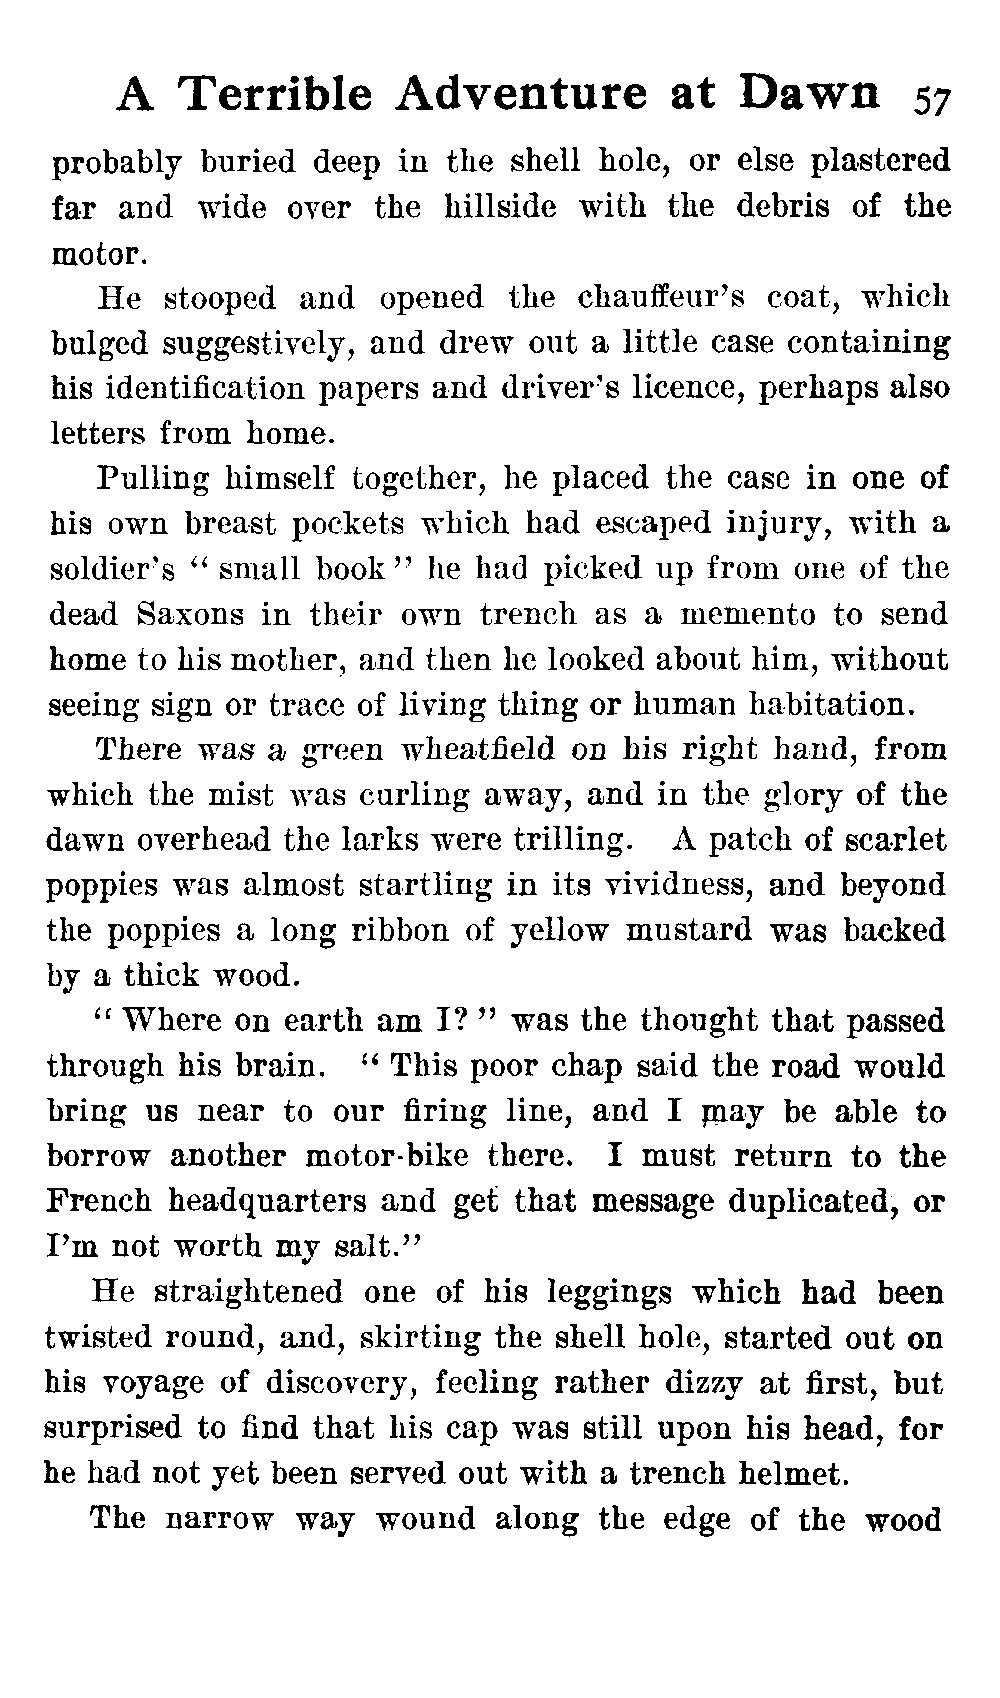 A Terrible Adventure at Dawn 57
probably buried deep in the shell hole, or else plastered
far and wide over the hillside with the debris of the
motor.
He stooped and opened the chauffeur's coat, which
bulged suggestively, and drew out a little case containing
his identification papers and driver's licence, perhaps also
letters from home.
Pulling himself together, he placed the case in one of
his own breast pockets which had escaped injury, with a
soldier's " small book " he had picked up from one of the
dead Saxons in their own trench as a memento to send
home to his mother, and then he looked about him, without
seeing sign or trace of living thing or human habitation.
There was a green wheatfield on his right hand, from
which the mist was curling away, and in the glory of the
dawn overhead the larks were trilling. A patch of scarlet
poppies was almost startling in its vividness, and beyond
the poppies a long ribbon of yellow mustard was backed
by a thick wood.
" Where on earth am I? " was the thought that passed
through his brain. " This poor chap said the road would
bring us near to our firing line, and I may be able to
borrow another motor-bike there. I must return to the
French headquarters and get that message duplicated, or
I'm not worth my salt."
He straightened one of his leggings which had been
twisted round, and, skirting the shell hole, started out on
his voyage of discovery, feeling rather dizzy at first, but
surprised to find that his cap was still upon his head, for
he had not yet been served out with a trench helmet.
The narrow way wound along the edge of the wood